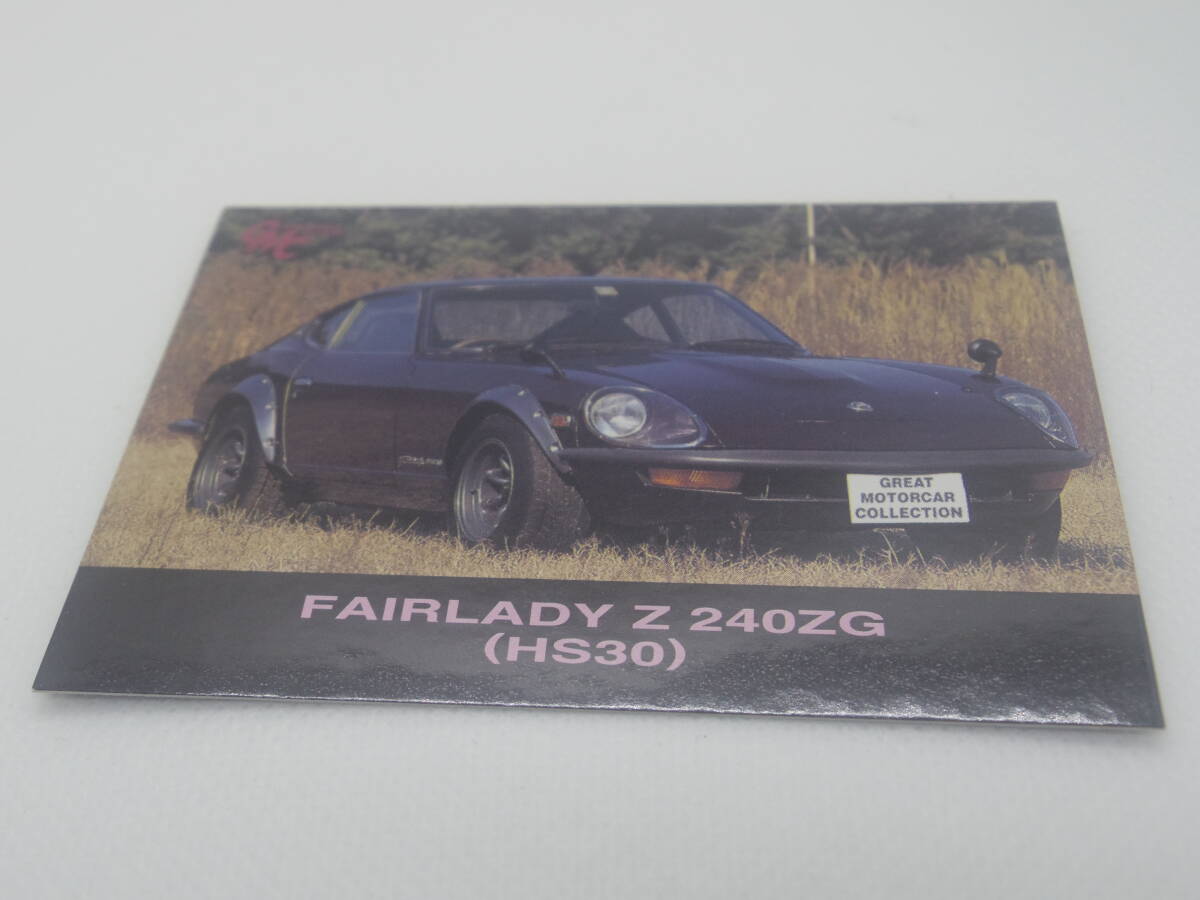 GREAT
MOTORCAR
COLLECTION
FAIRLADY Z 240ZG
(HS30)